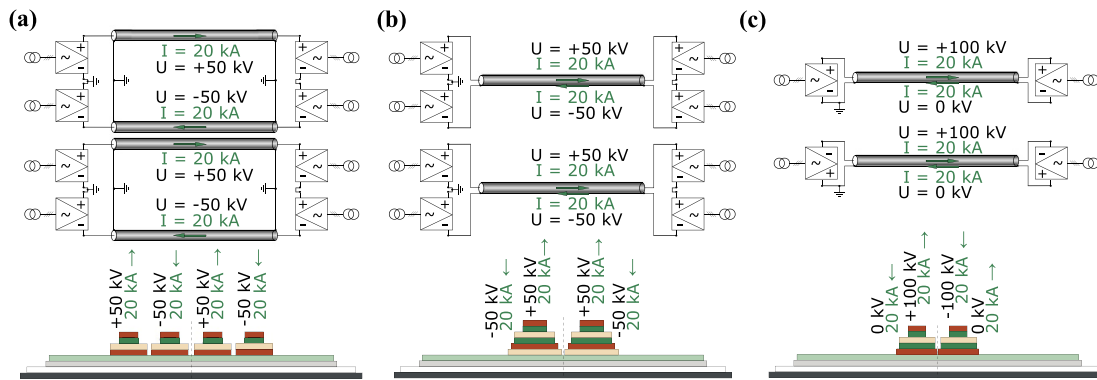 (a)
I = 20 kA
U = +50 kV
U = -50 kV
I = 20 kA
I = 20 kA
U = +50 kV
U = -50 kV
I = 20 kA
+50 kV
20 kA →
-50 kV
20 kA ←
+50 kV
20 kA →
-50 kV
20 kA ←
(b)
U = +50 kV
I = 20 kA
I = 20 kA
U = -50 kV
U = +50 kV
I = 20 kA
I = 20 kA
U = -50 kV
-50 kV
20 kA ←
+50 kV
20 kA →
+50 kV
20 kA →
-50 kV
20 kA ←
(c)
U = +100 kV
I = 20 kA
I = 20 kA
U = 0 kV
U = +100 kV
I = 20 kA
I = 20 kA
U = 0 kV
0 kV
20 kA ←
+100 kV
20 kA →
-100 kV
20 kA ←
0 kV
20 kA →